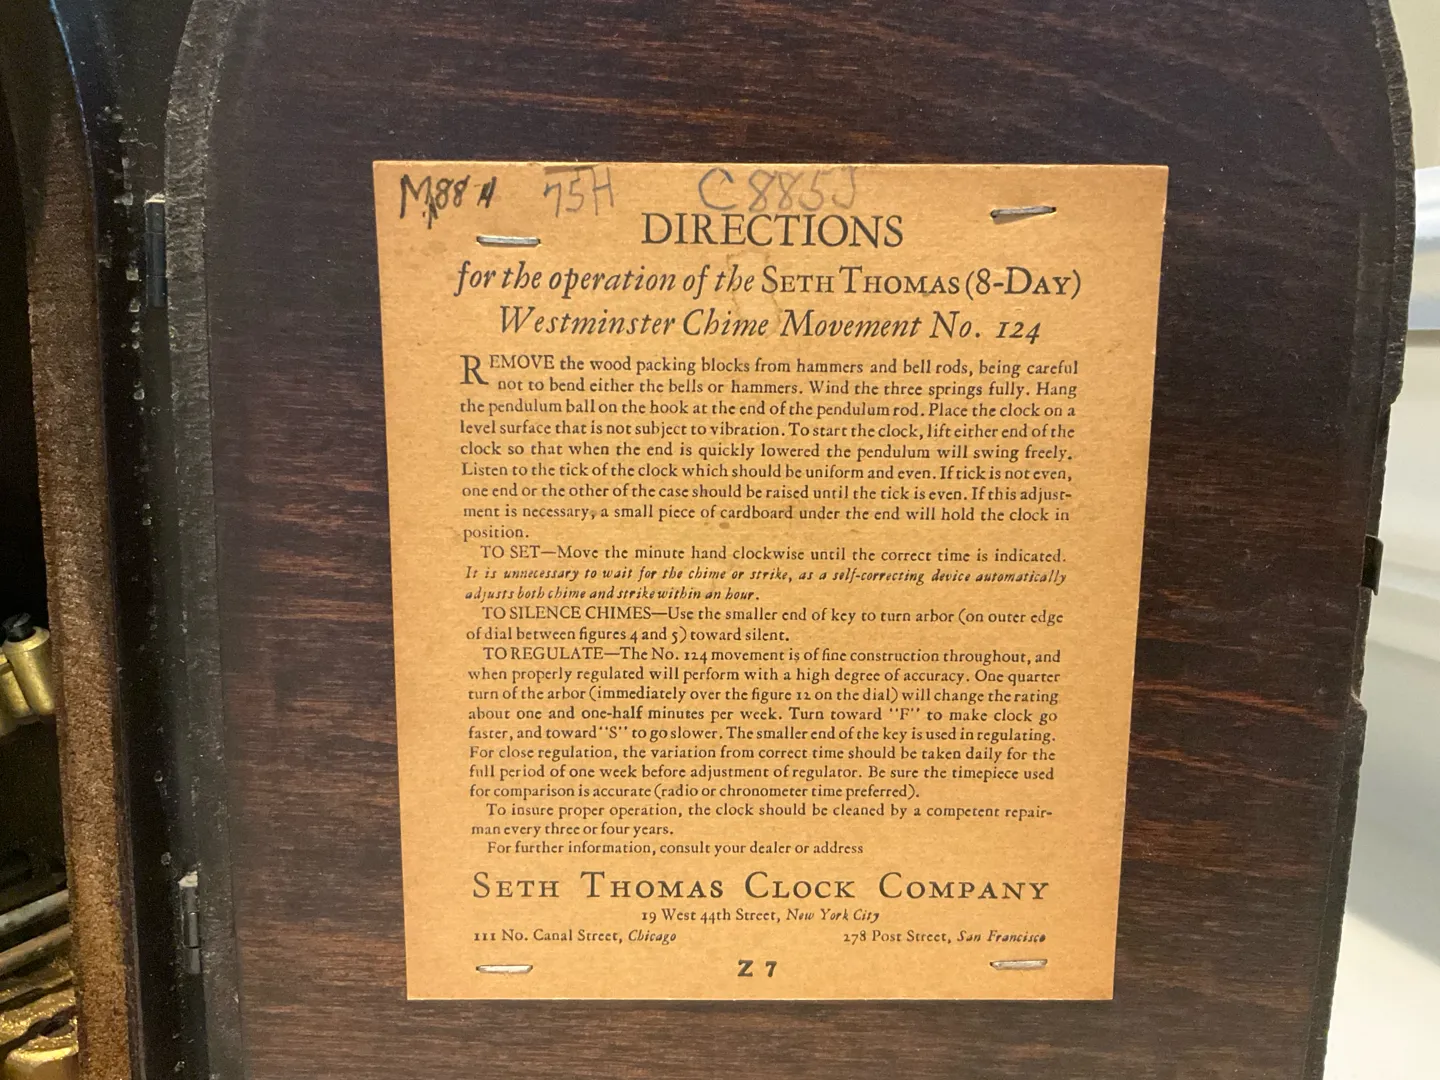 M88H 75H C885J
DIRECTIONS
for the operation of the SETH THOMAS (8-DAY)
Westminster Chime Movement No. 124
REMOVE the wood packing blocks from hammers and bell rods, being careful
not to bend either the bells or hammers. Wind the three springs fully. Hang
the pendulum ball on the hook at the end of the pendulum rod. Place the clock on a
level surface that is not subject to vibration. To start the clock, lift either end of the
clock so that when the end is quickly lowered the pendulum will swing freely.
Listen to the tick of the clock which should be uniform and even. If tick is not even,
one end or the other of the case should be raised until the tick is even. If this adjust-
ment is necessary, a small piece of cardboard under the end will hold the clock in
position.
TO SET—Move the minute hand clockwise until the correct time is indicated.
It is unnecessary to wait for the chime or strike, as a self-correcting device automatically
adjusts both chime and strike within an hour.
TO SILENCE CHIMES—Use the smaller end of key to turn arbor (on outer edge
of dial between figures 4 and 5) toward silent.
TO REGULATE—The No. 124 movement is of fine construction throughout, and
when properly regulated will perform with a high degree of accuracy. One quarter
turn of the arbor (immediately over the figure 12 on the dial) will change the rating
about one and one-half minutes per week. Turn toward "F" to make clock go
faster, and toward "S" to go slower. The smaller end of the key is used in regulating.
For close regulation, the variation from correct time should be taken daily for the
full period of one week before adjustment of regulator. Be sure the timepiece used
for comparison is accurate (radio or chronometer time preferred).
To insure proper operation, the clock should be cleaned by a competent repair-
man every three or four years.
For further information, consult your dealer or address
SETH THOMAS CLOCK COMPANY
19 West 44th Street, New York City
111 No. Canal Street, Chicago 278 Post Street, San Francisco
Z 7